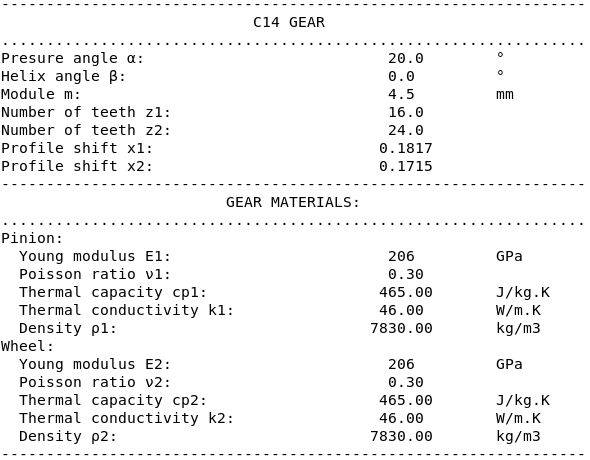 -----------------------------------------------------------------
C14 GEAR
.................................................................
Presure angle α: 20.0 °
Helix angle β: 0.0 °
Module m: 4.5 mm
Number of teeth z1: 16.0
Number of teeth z2: 24.0
Profile shift x1: 0.1817
Profile shift x2: 0.1715
-----------------------------------------------------------------
GEAR MATERIALS:
.................................................................
Pinion:
Young modulus E1: 206 GPa
Poisson ratio ν1: 0.30
Thermal capacity cp1: 465.00 J/kg.K
Thermal conductivity k1: 46.00 W/m.K
Density ρ1: 7830.00 kg/m3
Wheel:
Young modulus E2: 206 GPa
Poisson ratio ν2: 0.30
Thermal capacity cp2: 465.00 J/kg.K
Thermal conductivity k2: 46.00 W/m.K
Density ρ2: 7830.00 kg/m3
-----------------------------------------------------------------